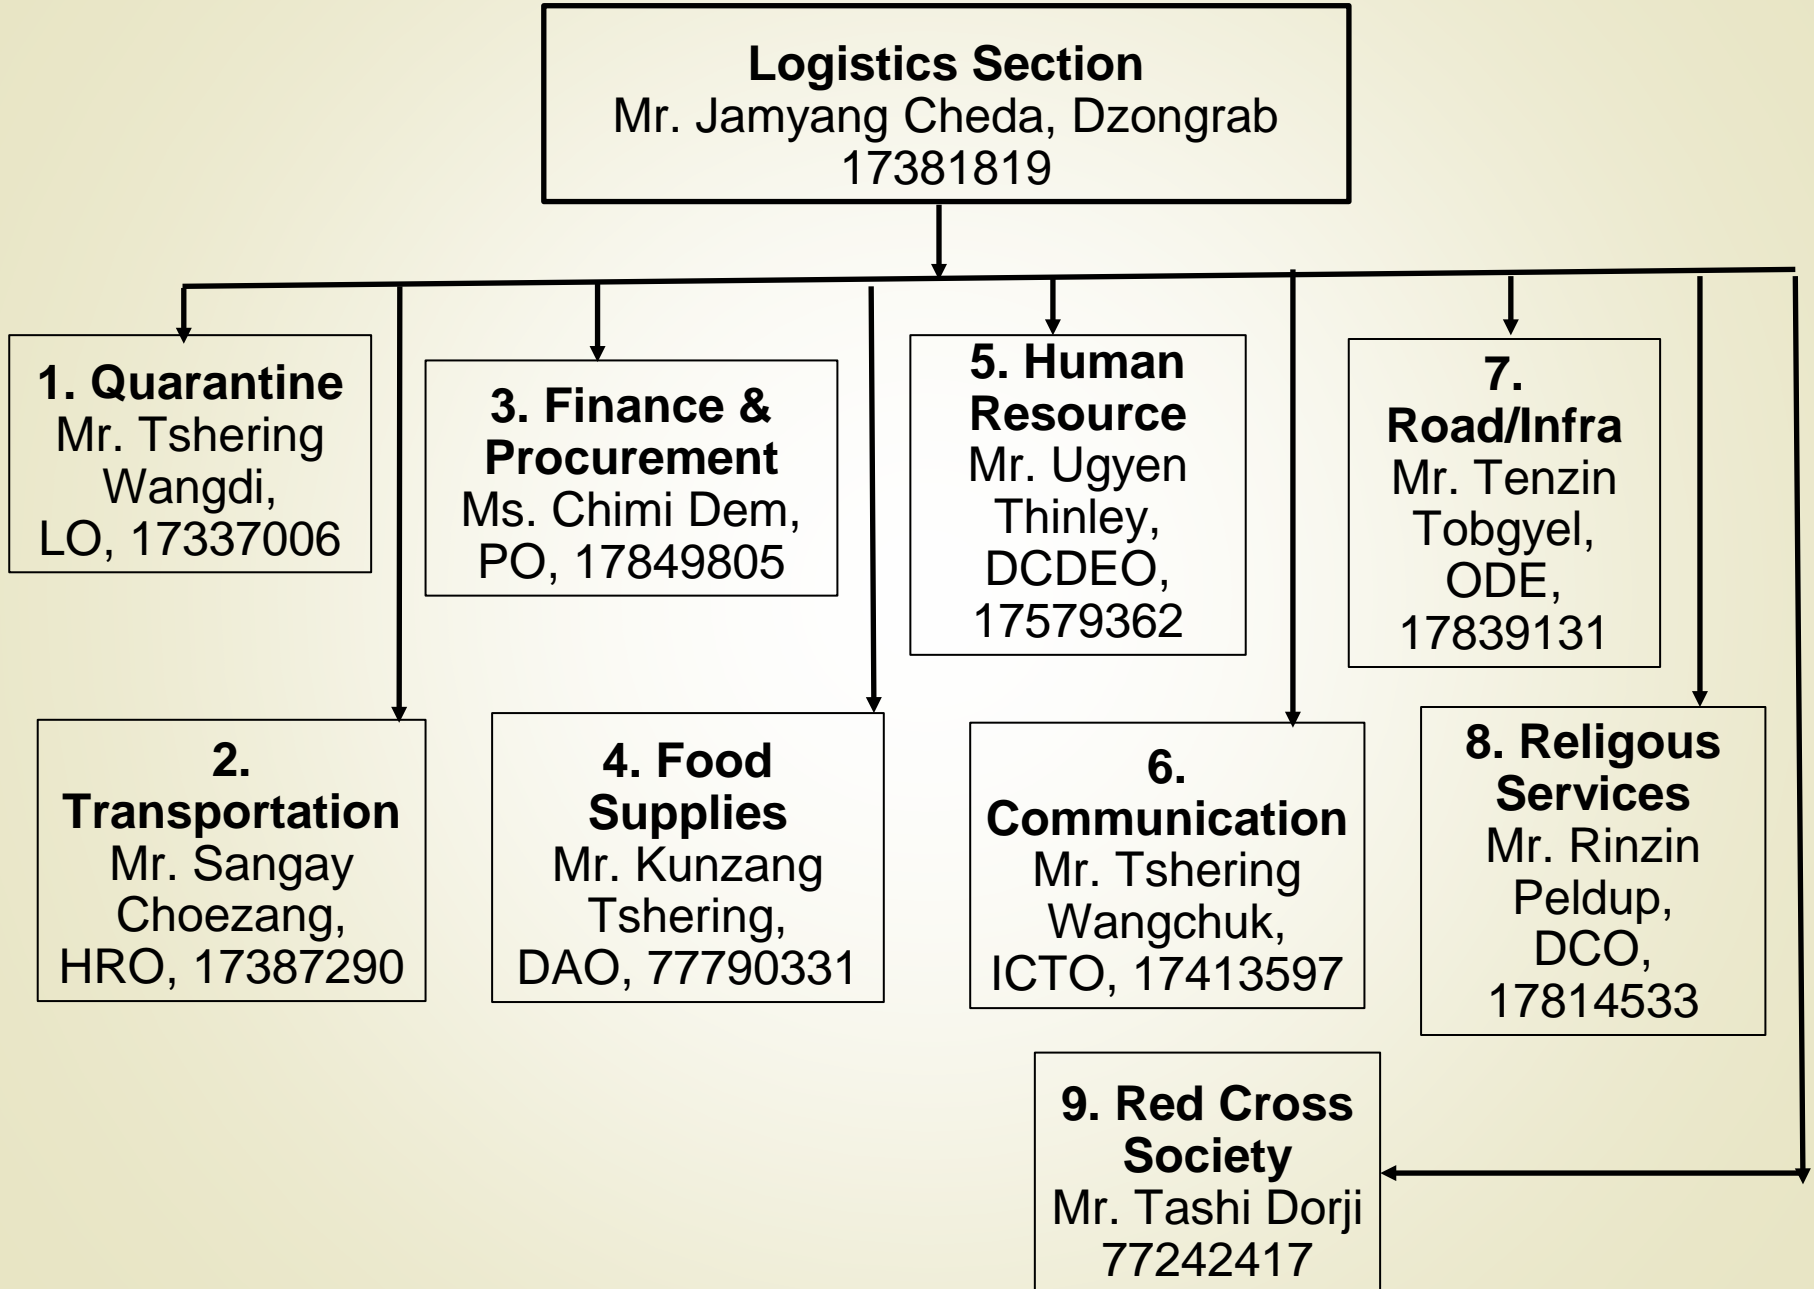 Logistics Section
Mr. Jamyang Cheda, Dzongrab
17381819
1. Quarantine
Mr. Tshering
Wangdi,
LO, 17337006
2.
Transportation
Mr. Sangay
Choezang,
HRO, 17387290
3. Finance &
Procurement
Ms. Chimi Dem,
PO, 17849805
4. Food
Supplies
Mr. Kunzang
Tshering,
DAO, 77790331
5. Human
Resource
Mr. Ugyen
Thinley,
DCDEO,
17579362
6.
Communication
Mr. Tshering
Wangchuk,
ICTO, 17413597
7.
Road/Infra
Mr. Tenzin
Tobgyel,
ODE,
17839131
8. Religous
Services
Mr. Rinzin
Peldup,
DCO,
17814533
9. Red Cross
Society
Mr. Tashi Dorji
77242417